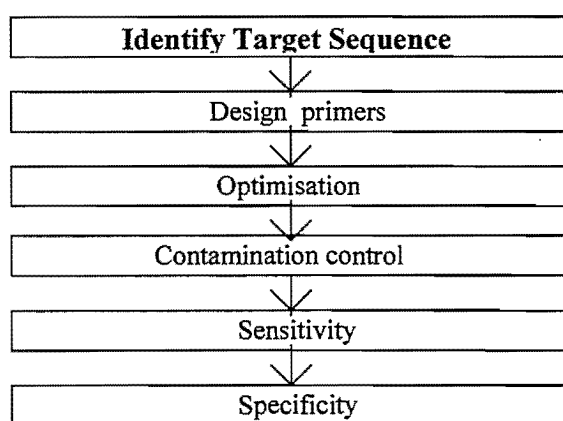 Identify Target Sequence
Design primers
Optimisation
Contamination control
Sensitivity
Specificity